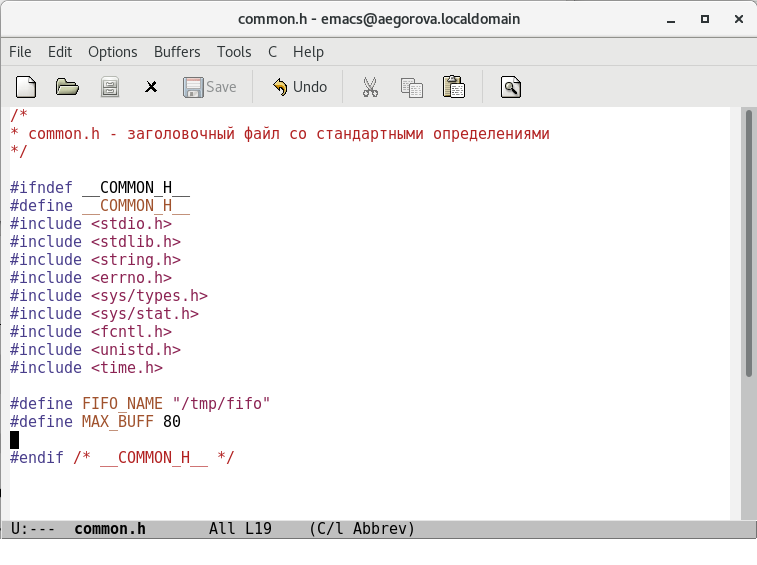 common.h - emacs@aegorova.localdomain
File Edit Options Buffers Tools C Help
Save Undo
/*
* common.h - заголовочный файл со стандартными определениями
*/
#ifndef __COMMON_H__
#define __COMMON_H__
#include <stdio.h>
#include <stdlib.h>
#include <string.h>
#include <errno.h>
#include <sys/types.h>
#include <sys/stat.h>
#include <fcntl.h>
#include <unistd.h>
#include <time.h>
#define FIFO_NAME "/tmp/fifo"
#define MAX_BUFF 80
#endif /* __COMMON_H__ */
U:--- common.h All L19 (C/l Abbrev)